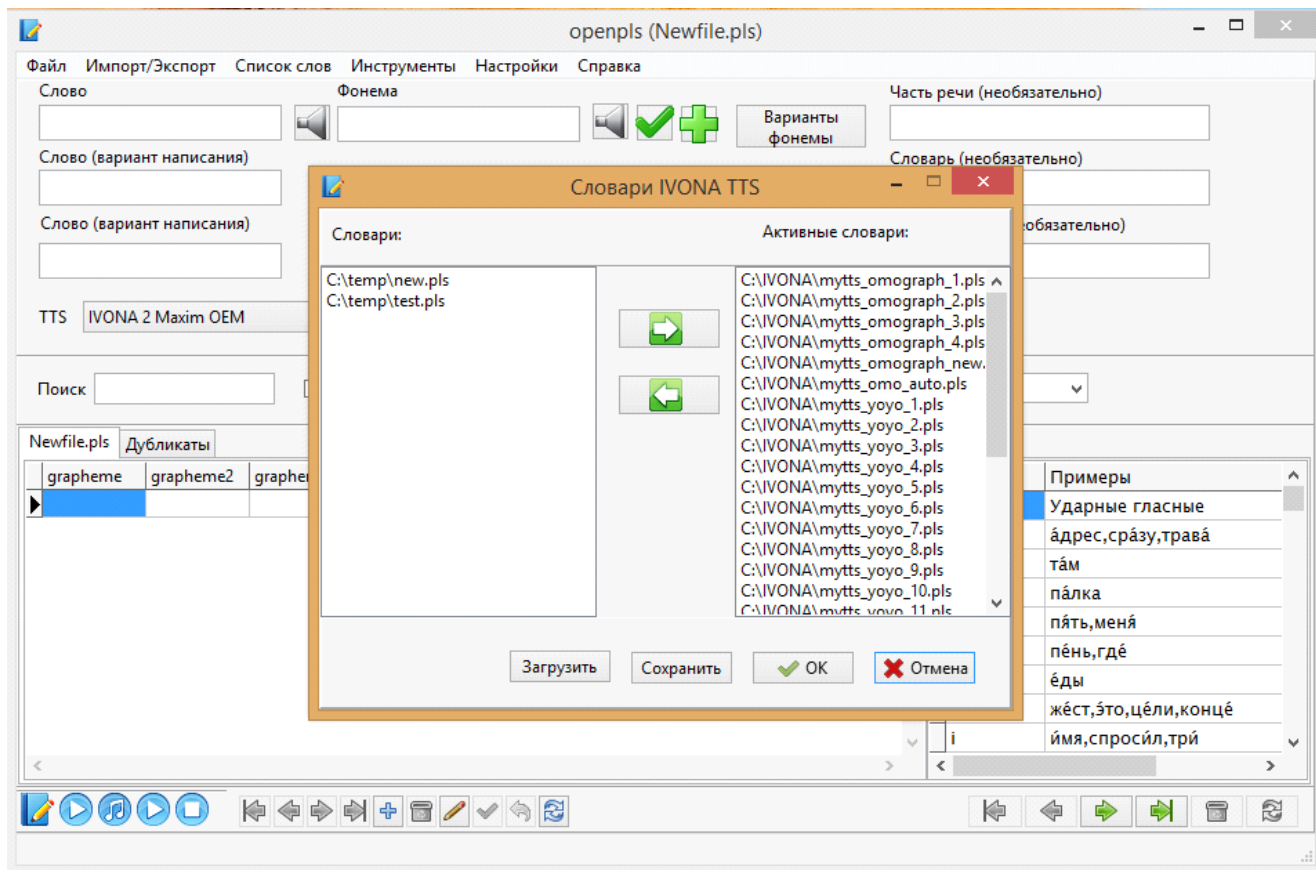 openpls (Newfile.pls)
Файл Импорт/Экспорт Список слов Инструменты Настройки Справка
Слово Фонема Часть речи (необязательно)
Варианты фонемы
Слово (вариант написания) Словарь (необязательно)
Словари IVONA TTS
Слово (вариант написания) обязательно)
Словари: Активные словари:
C:\temp\new.pls
C:\temp\test.pls
C:\IVONA\mytts_omograph_1.pls
C:\IVONA\mytts_omograph_2.pls
C:\IVONA\mytts_omograph_3.pls
C:\IVONA\mytts_omograph_4.pls
C:\IVONA\mytts_omograph_new.
C:\IVONA\mytts_omo_auto.pls
C:\IVONA\mytts_yoyo_1.pls
C:\IVONA\mytts_yoyo_2.pls
C:\IVONA\mytts_yoyo_3.pls
C:\IVONA\mytts_yoyo_4.pls
C:\IVONA\mytts_yoyo_5.pls
C:\IVONA\mytts_yoyo_6.pls
C:\IVONA\mytts_yoyo_7.pls
C:\IVONA\mytts_yoyo_8.pls
C:\IVONA\mytts_yoyo_9.pls
C:\IVONA\mytts_yoyo_10.pls
C:\IVONA\mytts_yoyo_11.pls
Загрузить Сохранить OK Отмена
TTS IVONA 2 Maxim OEM
Поиск
Newfile.pls Дубликаты
grapheme grapheme2 graphe
Примеры
Ударные гласные
а́дрес,сра́зу,трава́
та́м
па́лка
пя́ть,меня́
пе́нь,где́
е́ды
же́ст,э́то,це́ли,конце́
i и́мя,спроси́л,три́